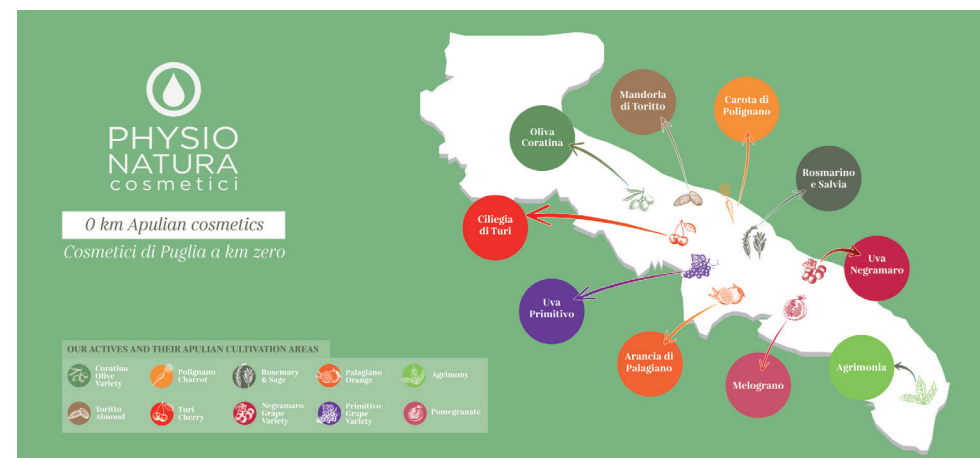 PHYSIO
NATURA
cosmetici
0 km Apulian cosmetics
Cosmetici di Puglia a km zero
Oliva
Coratina
Mandorla
di Toritto
Carota di
Polignano
Rosmarino
e Salvia
Ciliegia
di Turi
Uva
Negramaro
Uva
Primitivo
Arancia di
Palagiano
Melograno
Agrimonia
OUR ACTIVES AND THEIR APULIAN CULTIVATION AREAS
Coratina
Olive
Variety
Polignano
Charrot
Rosemary
& Sage
Palagiano
Orange
Agrimony
Toritto
Almond
Turi
Cherry
Negramaro
Grape
Variety
Primitivo
Grape
Variety
Pomegranate